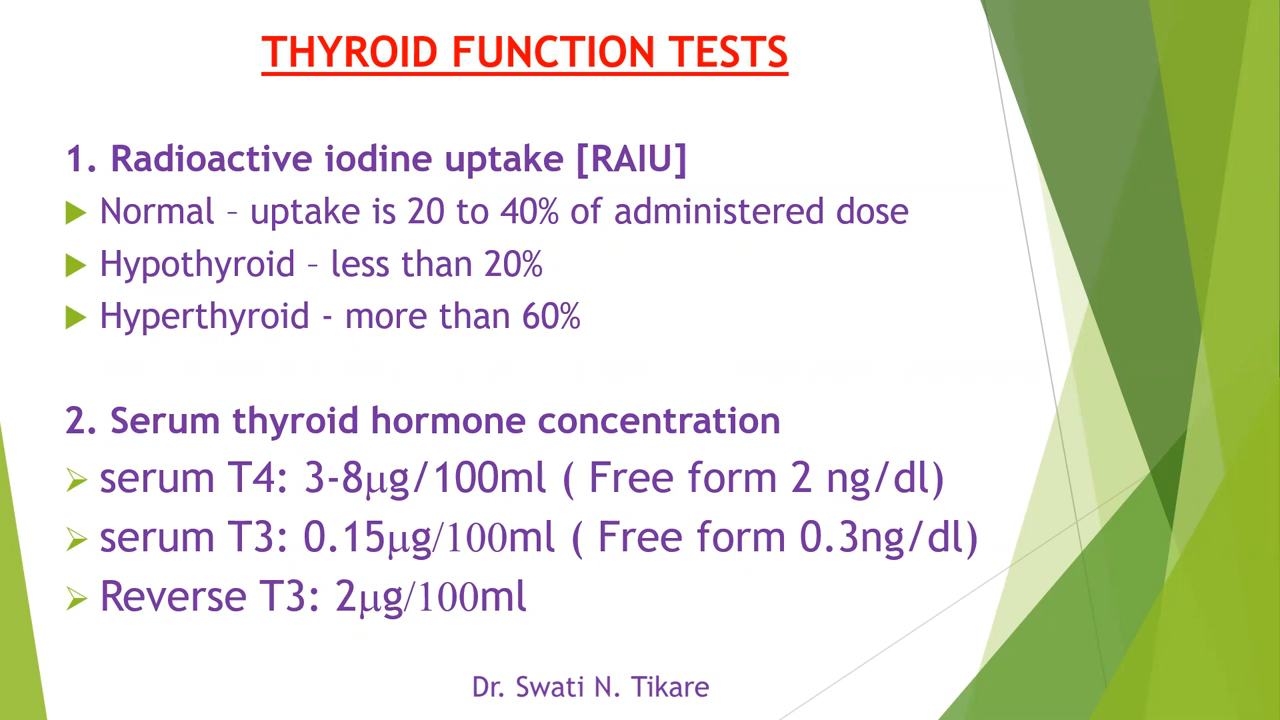 THYROID FUNCTION TESTS
1. Radioactive iodine uptake [RAIU]
Normal – uptake is 20 to 40% of administered dose
Hypothyroid – less than 20%
Hyperthyroid - more than 60%
2. Serum thyroid hormone concentration
serum T4: 3-8μg/100ml ( Free form 2 ng/dl)
serum T3: 0.15μg/100ml ( Free form 0.3ng/dl)
Reverse T3: 2μg/100ml
Dr. Swati N. Tikare